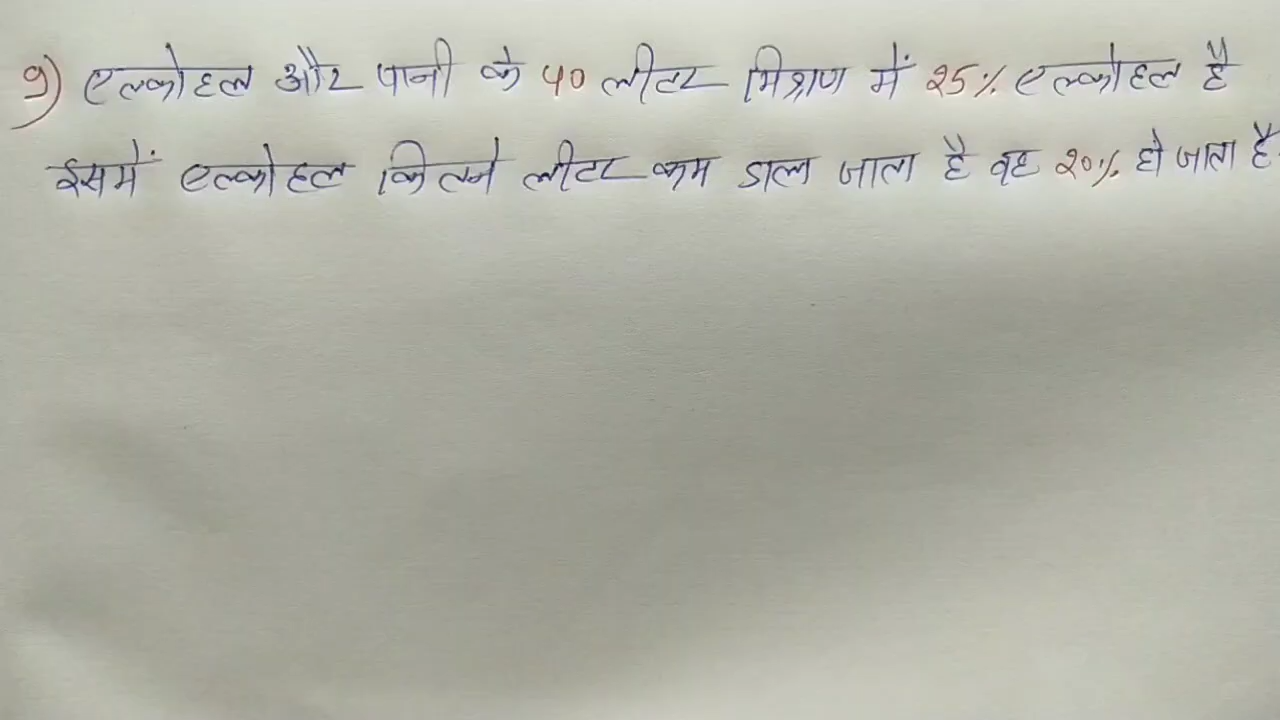 9) एल्कोहल और पानी के 40 लीटर मिश्रण में 25% एल्कोहल है
इसमें एल्कोहल कितने लीटर कम डाल जाता है वह 20% हो जाता है.